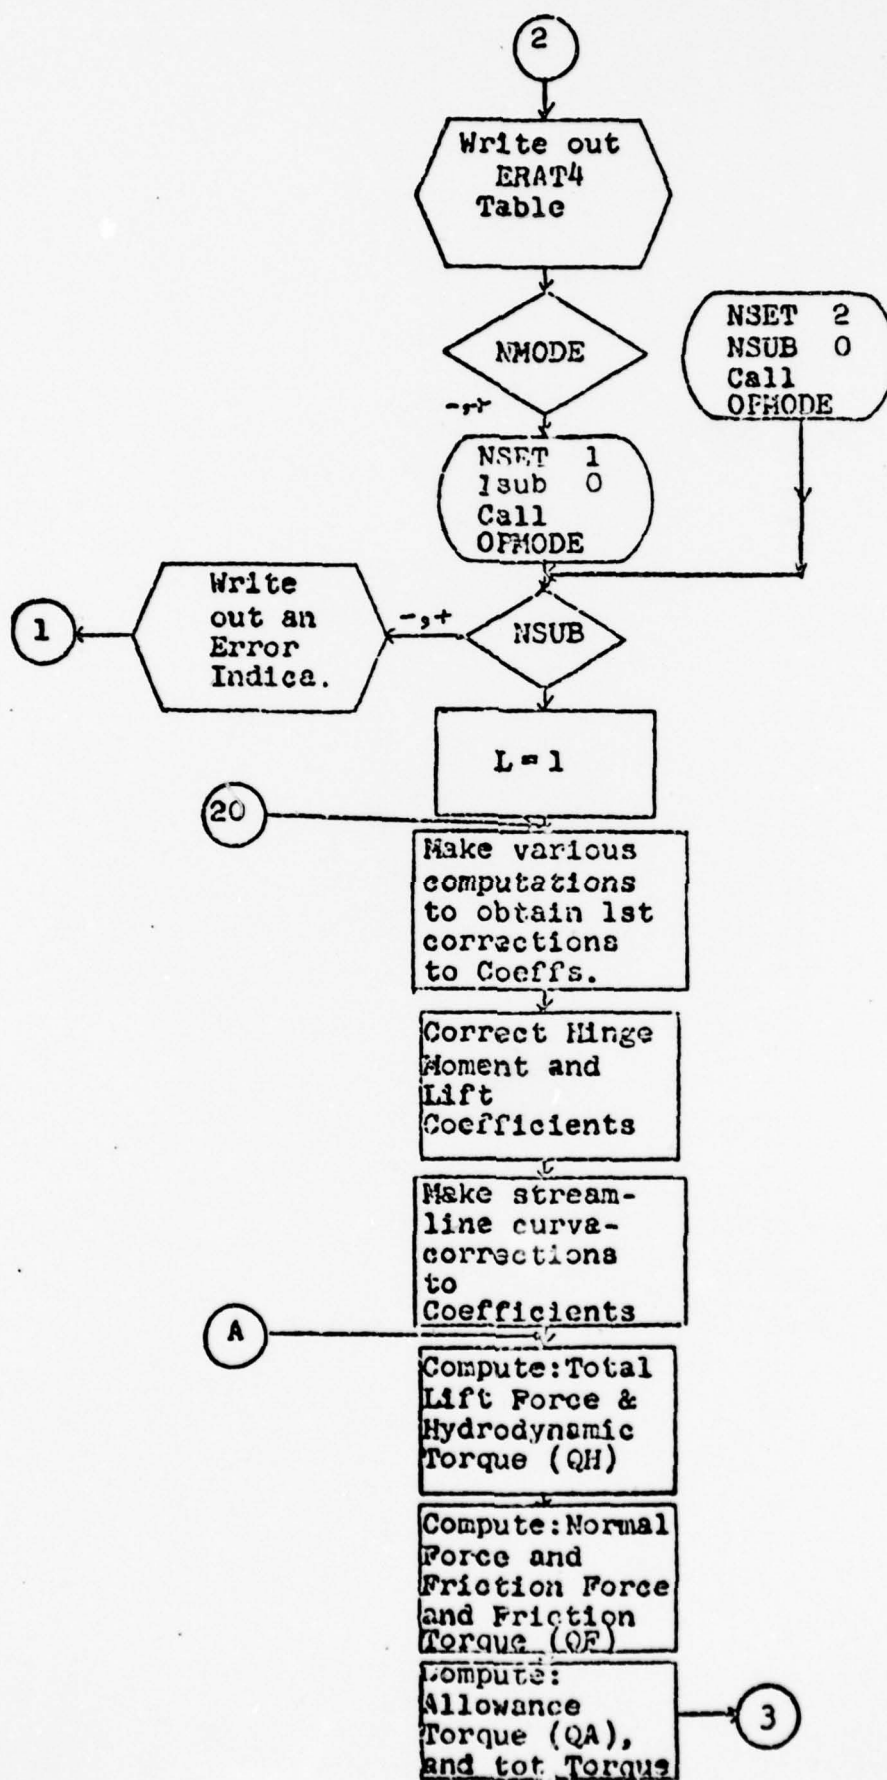 2
Write out
ERAT4
Table
NMODE
-,+
NSET 2
NSUB 0
Call
OPMODE
NSET 1
1sub 0
Call
OPMODE
1
Write
out an
Error
Indica.
-,+
NSUB
L=1
20
Make various
computations
to obtain 1st
corrections
to Coeffs.
Correct Hinge
Moment and
Lift
Coefficients
Make stream-
line curva-
corrections
to
Coefficients
A
Compute:Total
Lift Force &
Hydrodynamic
Torque (QH)
Compute:Normal
Force and
Friction Force
and Friction
Torque (QF)
Compute:
Allowance
Torque (QA),
and tot Torque
3